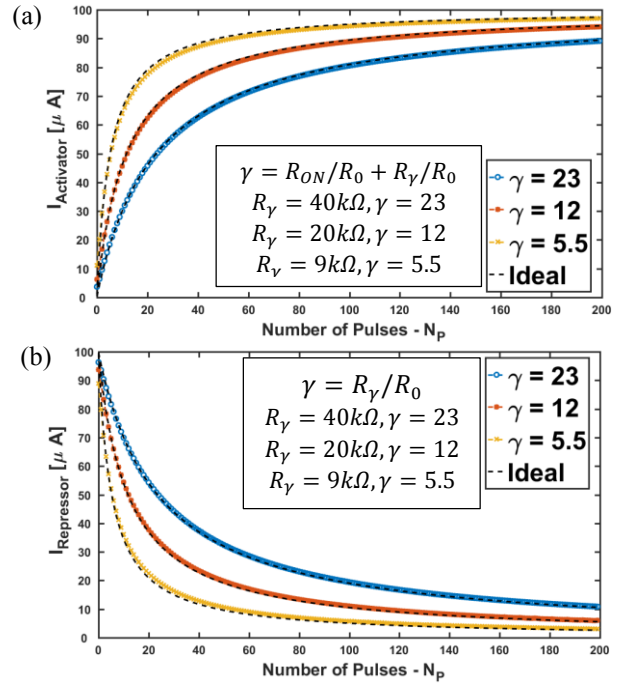 (a)
100
90
80
70
60
50
40
30
20
10
0
I_Activator [μ A]
γ = R_ON/R_0 + R_γ/R_0
R_γ = 40kΩ, γ = 23
R_γ = 20kΩ, γ = 12
R_γ = 9kΩ, γ = 5.5
γ = 23
γ = 12
γ = 5.5
Ideal
0 20 40 60 80 100 120 140 160 180 200
Number of Pulses - N_P
(b)
100
90
80
70
60
50
40
30
20
10
0
I_Repressor [μ A]
γ = R_γ/R_0
R_γ = 40kΩ, γ = 23
R_γ = 20kΩ, γ = 12
R_γ = 9kΩ, γ = 5.5
γ = 23
γ = 12
γ = 5.5
Ideal
0 20 40 60 80 100 120 140 160 180 200
Number of Pulses - N_P